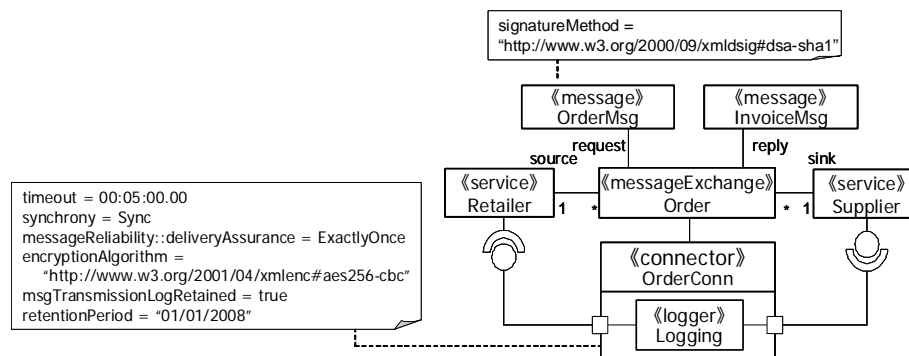 signatureMethod =
“http://www.w3.org/2000/09/xmldsig#dsa-sha1”
《message》
OrderMsg
《message》
InvoiceMsg
request
reply
source
sink
《service》
Retailer
1
*
《messageExchange》
Order
*
1
《service》
Supplier
timeout = 00:05:00.00
synchrony = Sync
messageReliability::deliveryAssurance = ExactlyOnce
encryptionAlgorithm =
“http://www.w3.org/2001/04/xmlenc#aes256-cbc”
msgTransmissionLogRetained = true
retentionPeriod = “01/01/2008”
《connector》
OrderConn
《logger》
Logging